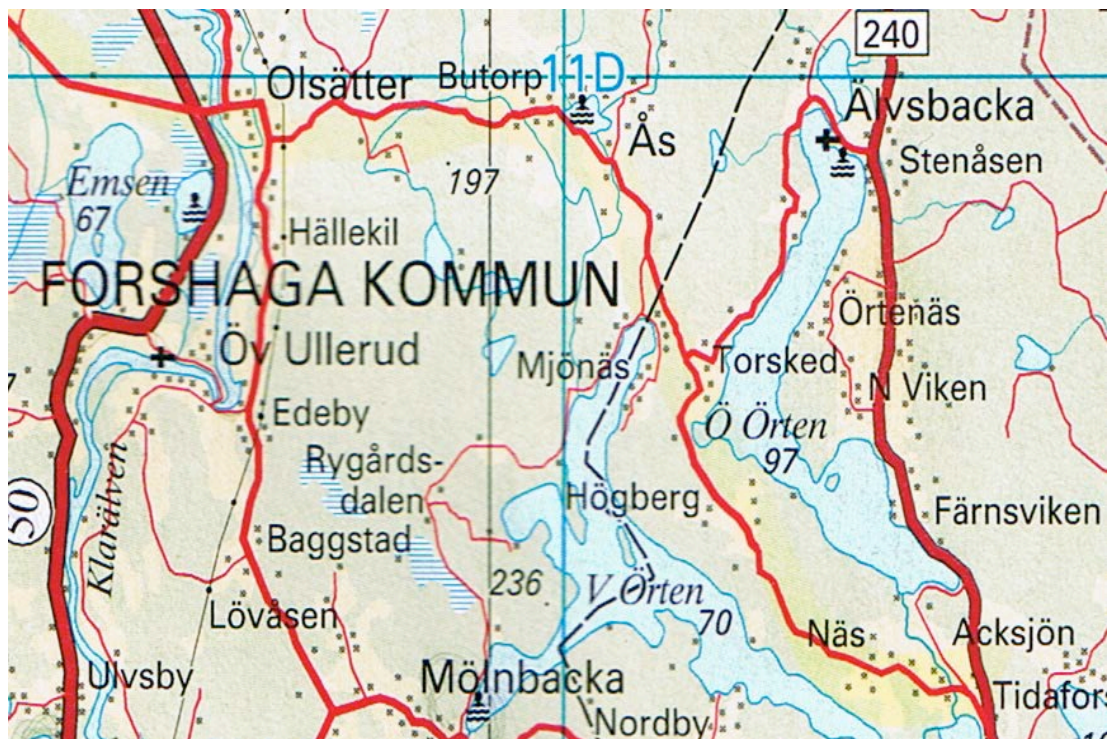 240
Olsätter
Butorp
11D
Älvsbacka
Ås
Stenåsen
Emsen
67
197
Hällekil
FORSHAGA KOMMUN
Örtenäs
Öv Ullerud
Mjönäs
Torsked
N Viken
Edeby
Ö Örten
97
Rygårds-
dalen
Högberg
Klarälven
50
Färnsviken
Baggstad
236
V Örten
70
Lövåsen
Näs
Acksjön
Ulvsby
Mölnbacka
Tidafors
Nordby